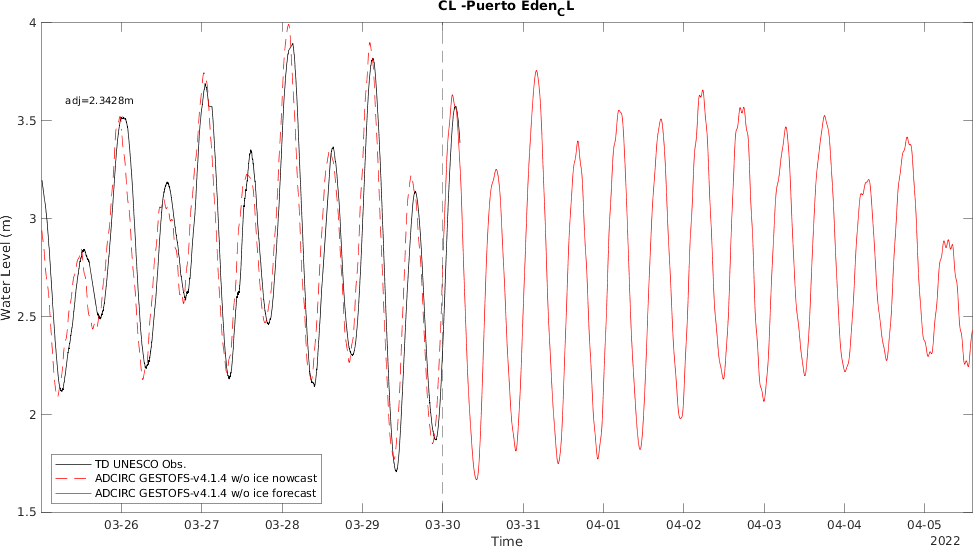 CL -Puerto Eden_CL
4
adj=2.3428m
3.5
3
Water Level (m)
2.5
2
TD UNESCO Obs.
ADCIRC GESTOFS-v4.1.4 w/o ice nowcast
ADCIRC GESTOFS-v4.1.4 w/o ice forecast
1.5
03-26 03-27 03-28 03-29 03-30 03-31 04-01 04-02 04-03 04-04 04-05
Time
2022